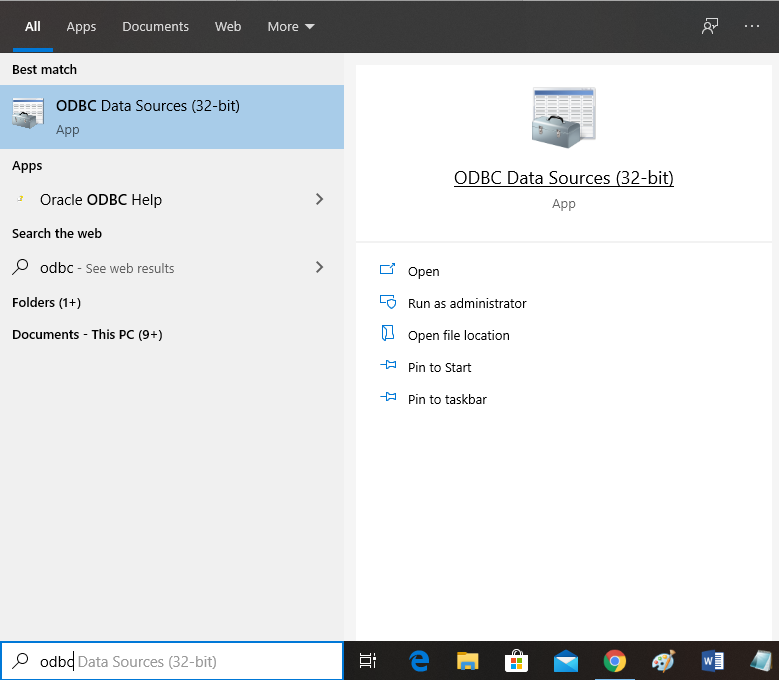 All Apps Documents Web More
Best match
ODBC Data Sources (32-bit)
App
Apps
Oracle ODBC Help
Search the web
odbc - See web results
Folders (1+)
Documents - This PC (9+)
ODBC Data Sources (32-bit)
App
Open
Run as administrator
Open file location
Pin to Start
Pin to taskbar
odbc Data Sources (32-bit)